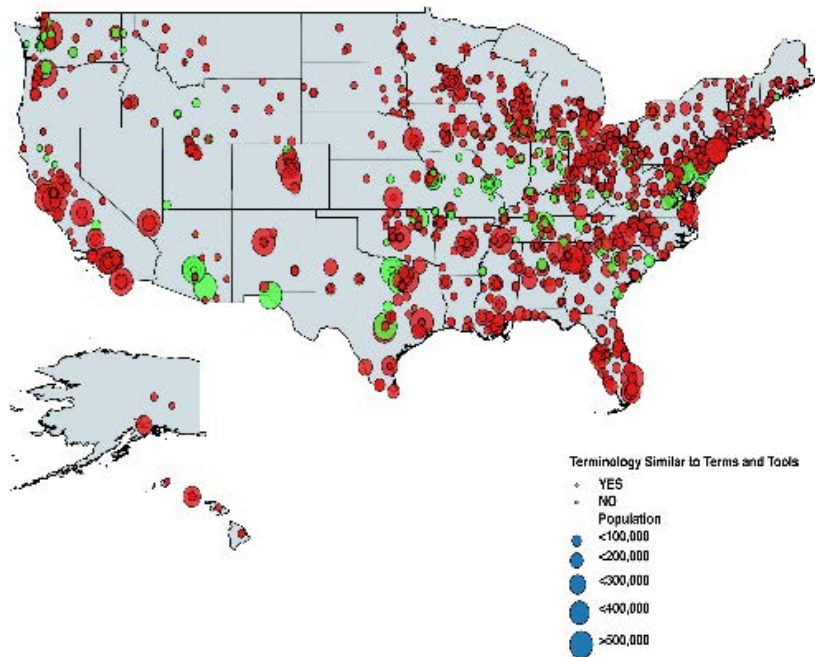 Terminology Similar to Terms and Tools
YES
NO
Population
<100,000
<200,000
<300,000
<400,000
>500,000